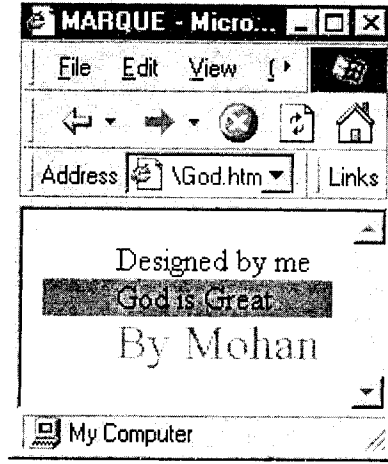 MARQUE - Micro...
File Edit View
Address \God.htm Links
Designed by me
God is Great
By Mohan
My Computer